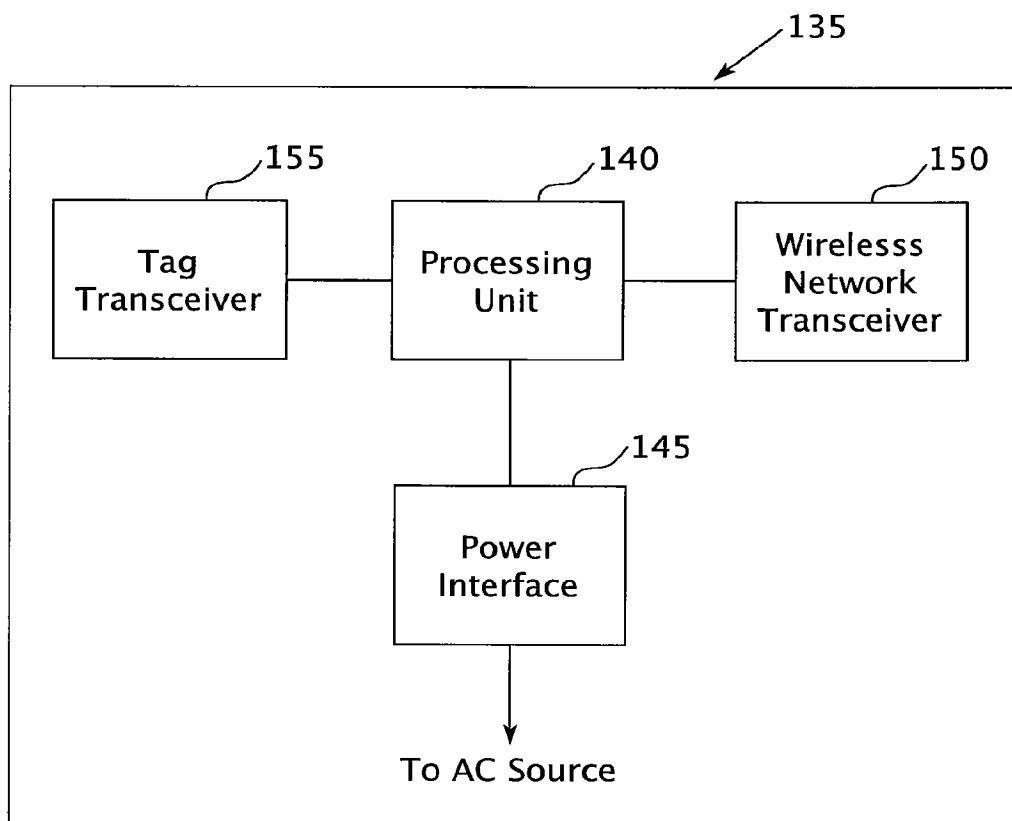 135
155
140
150
Tag
Transceiver
Processing
Unit
Wirelesss
Network
Transceiver
145
Power
Interface
To AC Source